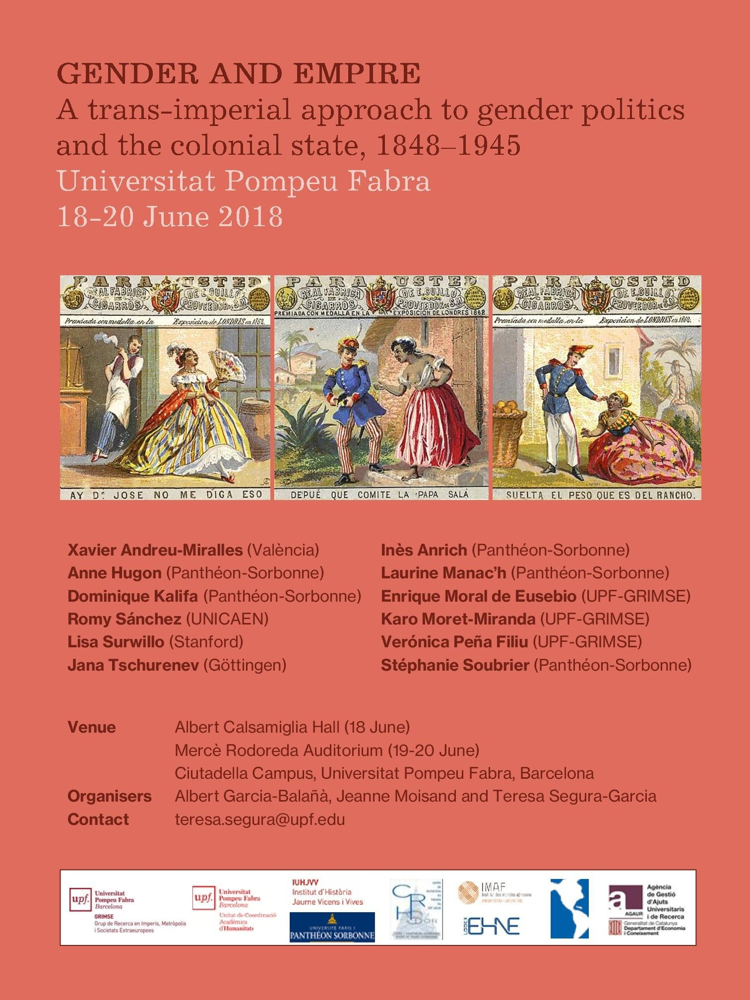 GENDER AND EMPIRE
A trans-imperial approach to gender politics
and the colonial state, 1848–1945
Universitat Pompeu Fabra
18-20 June 2018
PARA USTED
REAL FABRICA DE E. GUILLO
CIGARROS PROVEEDOR DE S.M.
Premiada con medalla en la Exposicion de LONDRES en 1862.
AY Dn JOSE NO ME DIGA ESO
PARA USTED
REAL FABRICA DE E. GUILLO
DE CIGARROS PROVEEDOR DE S.M.
PREMIADA CON MEDALLA EN LA EXPOSICION DE LONDRES 1862
DEPUÉ QUE COMITE LA PAPA SALÁ
PARA USTED
REAL FABRICA DE E. GUILLO
DE CIGARROS PROVEEDOR DE S.M.
Premiada con medalla en la Exposicion de LONDRES en 1862.
SUELTA EL PESO QUE ES DEL RANCHO.
Xavier Andreu-Miralles (València)
Anne Hugon (Panthéon-Sorbonne)
Dominique Kalifa (Panthéon-Sorbonne)
Romy Sánchez (UNICAEN)
Lisa Surwillo (Stanford)
Jana Tschurenev (Göttingen)
Inès Anrich (Panthéon-Sorbonne)
Laurine Manac’h (Panthéon-Sorbonne)
Enrique Moral de Eusebio (UPF-GRIMSE)
Karo Moret-Miranda (UPF-GRIMSE)
Verónica Peña Filiu (UPF-GRIMSE)
Stéphanie Soubrier (Panthéon-Sorbonne)
Venue Albert Calsamiglia Hall (18 June)
Mercè Rodoreda Auditorium (19-20 June)
Ciutadella Campus, Universitat Pompeu Fabra, Barcelona
Organisers Albert Garcia-Balañà, Jeanne Moisand and Teresa Segura-Garcia
Contact teresa.segura@upf.edu
upf.
Universitat
Pompeu Fabra
Barcelona
GRIMSE
Grup de Recerca en Imperis, Metròpolis
i Societats Extraeuropees
upf.
Universitat
Pompeu Fabra
Barcelona
Unitat de Coordinació
Acadèmica
d'Humanitats
IUHJVV
Institut d'Història
Jaume Vicens i Vives
UNIVERSITÉ PARIS 1
PANTHÉON SORBONNE
CRH
IMAF
Institut des mondes africains
LABEX
EHNE
a
AGAUR
Agència
de Gestió
d'Ajuts
Universitaris
i de Recerca
Generalitat de Catalunya
Departament d'Economia
i Coneixement